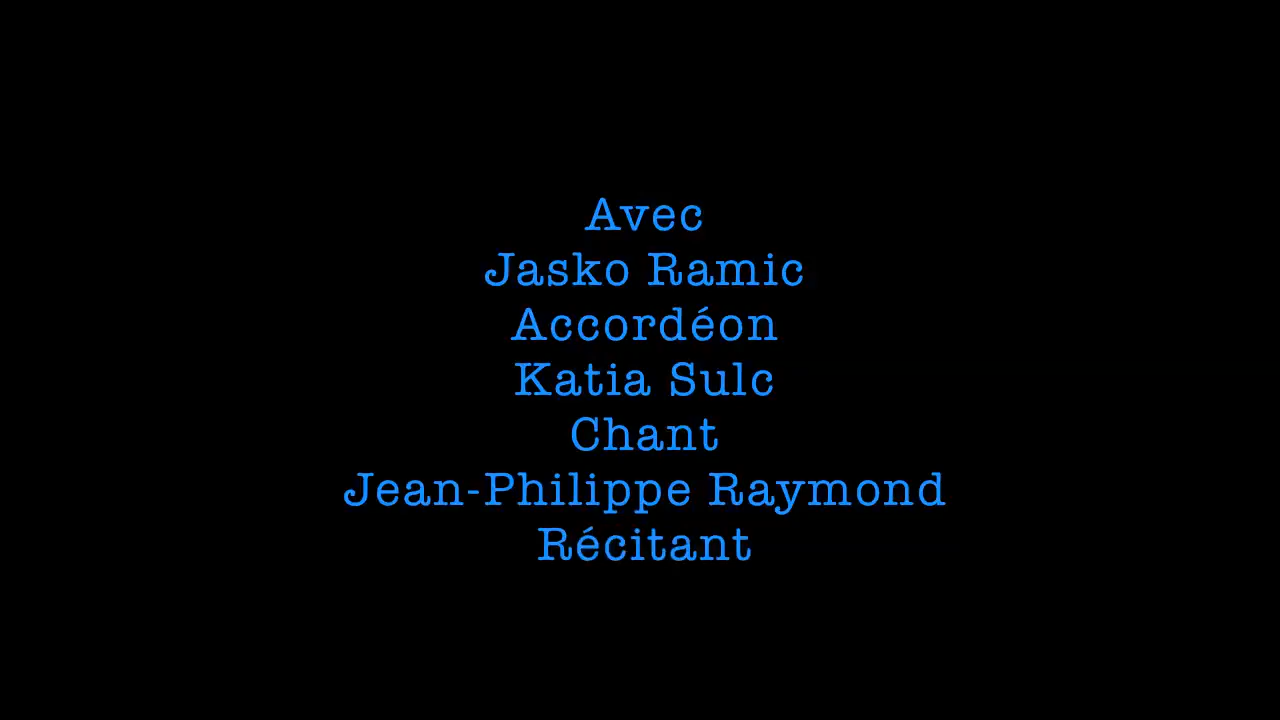 Avec
Jasko Ramic
Accordéon
Katia Sulc
Chant
Jean-Philippe Raymond
Récitant